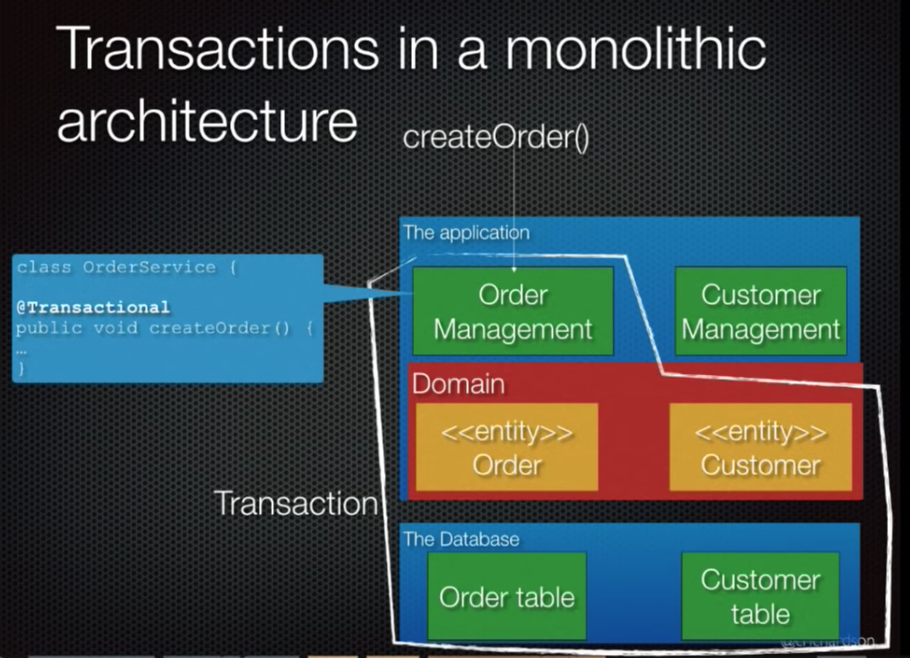 Transactions in a monolithic
architecture
createOrder()
The application
class OrderService {
@Transactional
public void createOrder() {
…
}
Order
Management
Customer
Management
Domain
<<entity>>
Order
<<entity>>
Customer
Transaction
The Database
Order table
Customer
table
@crichardson